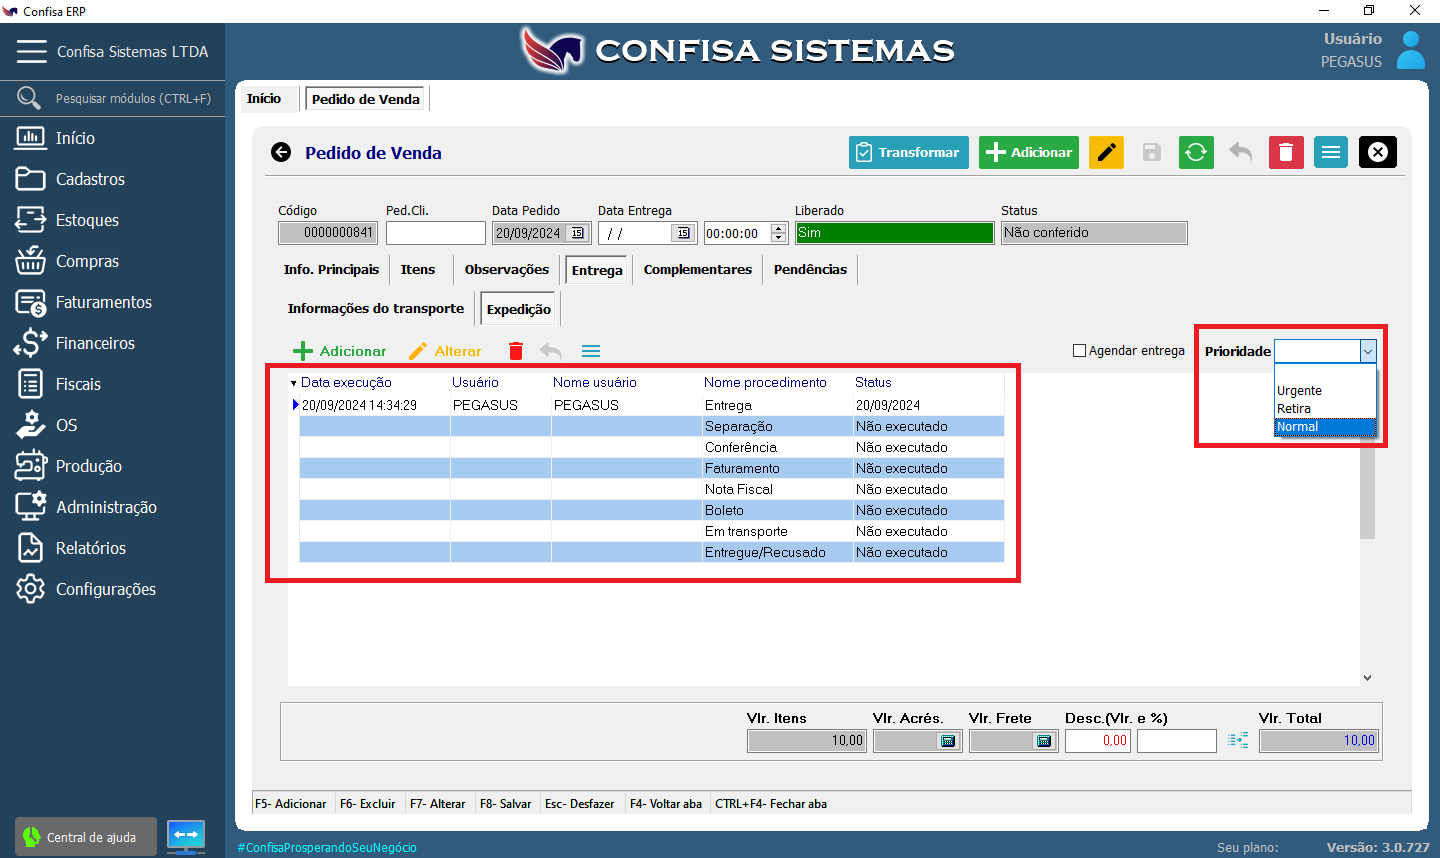 Confisa ERP
Confisa Sistemas LTDA
CONFISA SISTEMAS
Usuário
PEGASUS
Pesquisar módulos (CTRL+F)
Início
Cadastros
Estoques
Compras
Faturamentos
Financeiros
Fiscais
OS
Produção
Administração
Relatórios
Configurações
Central de ajuda
Início Pedido de Venda
Pedido de Venda
Transformar Adicionar
Código Ped.Cli. Data Pedido Data Entrega Liberado Status
0000000841 20/09/2024 15 / / 15 00:00:00 Sim Não conferido
Info. Principais Itens Observações Entrega Complementares Pendências
Informações do transporte Expedição
Adicionar Alterar Agendar entrega Prioridade
Urgente
Retira
Normal
Data execução Usuário Nome usuário Nome procedimento Status
20/09/2024 14:34:29 PEGASUS PEGASUS Entrega 20/09/2024
Separação Não executado
Conferência Não executado
Faturamento Não executado
Nota Fiscal Não executado
Boleto Não executado
Em transporte Não executado
Entregue/Recusado Não executado
Vlr. Itens Vlr. Acrés. Vlr. Frete Desc.(Vlr. e %) Vlr. Total
10,00 0,00 10,00
F5- Adicionar F6- Excluir F7- Alterar F8- Salvar Esc- Desfazer F4- Voltar aba CTRL+F4- Fechar aba
#ConfisaProsperandoSeuNegócio Seu plano: Versão: 3.0.727